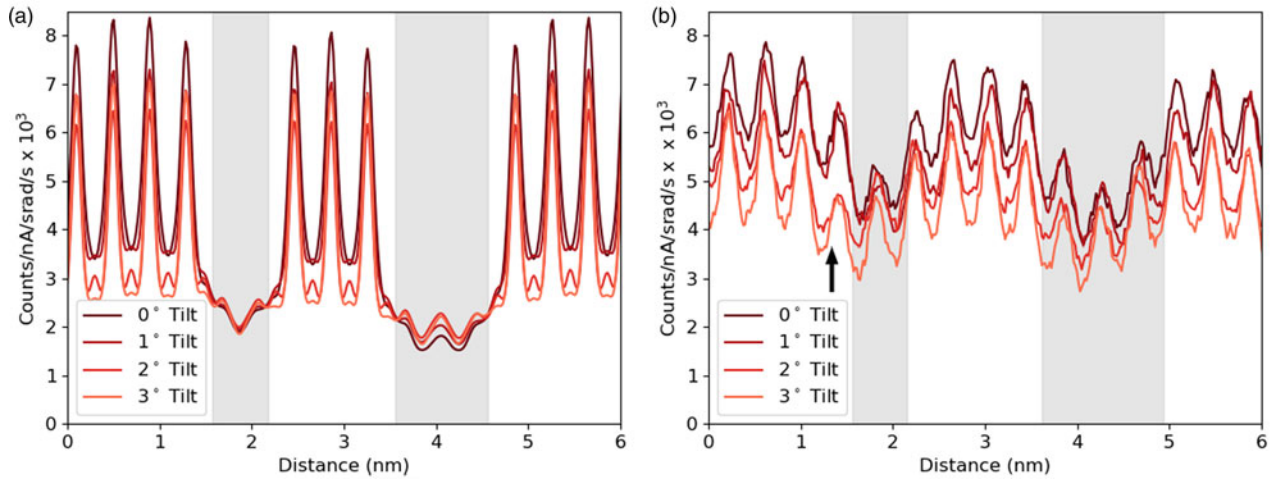 (a)
Counts/nA/srad/s x 10³
8
7
6
5
4
3
2
1
0
0° Tilt
1° Tilt
2° Tilt
3° Tilt
0 1 2 3 4 5 6
Distance (nm)
(b)
Counts/nA/srad/s x x 10³
8
7
6
5
4
3
2
1
0
0° Tilt
1° Tilt
2° Tilt
3° Tilt
0 1 2 3 4 5 6
Distance (nm)